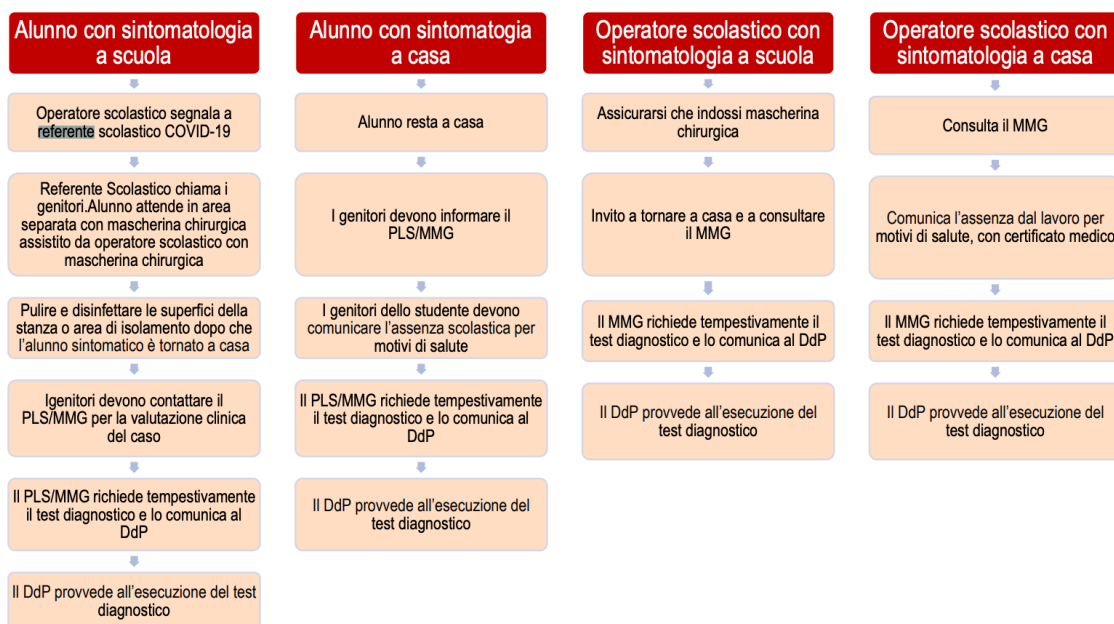 Alunno con sintomatologia
a scuola
Operatore scolastico segnala a
referente scolastico COVID-19
Referente Scolastico chiama i
genitori.Alunno attende in area
separata con mascherina chirurgica
assistito da operatore scolastico con
mascherina chirurgica
Pulire e disinfettare le superfici della
stanza o area di isolamento dopo che
l'alunno sintomatico è tornato a casa
Igenitori devono contattare il
PLS/MMG per la valutazione clinica
del caso
Il PLS/MMG richiede tempestivamente
il test diagnostico e lo comunica al
DdP
Il DdP provvede all'esecuzione del test
diagnostico
Alunno con sintomatogia
a casa
Alunno resta a casa
I genitori devono informare il
PLS/MMG
I genitori dello studente devono
comunicare l'assenza scolastica per
motivi di salute
Il PLS/MMG richiede tempestivamente
il test diagnostico e lo comunica al
DdP
Il DdP provvede all'esecuzione del
test diagnostico
Operatore scolastico con
sintomatologia a scuola
Assicurarsi che indossi mascherina
chirurgica
Invito a tornare a casa e a consultare
il MMG
Il MMG richiede tempestivamente il
test diagnostico e lo comunica al DdP
Il DdP provvede all'esecuzione del
test diagnostico
Operatore scolastico con
sintomatologia a casa
Consulta il MMG
Comunica l'assenza dal lavoro per
motivi di salute, con certificato medico
Il MMG richiede tempestivamente il
test diagnostico e lo comunica al DdP
Il DdP provvede all'esecuzione del
test diagnostico